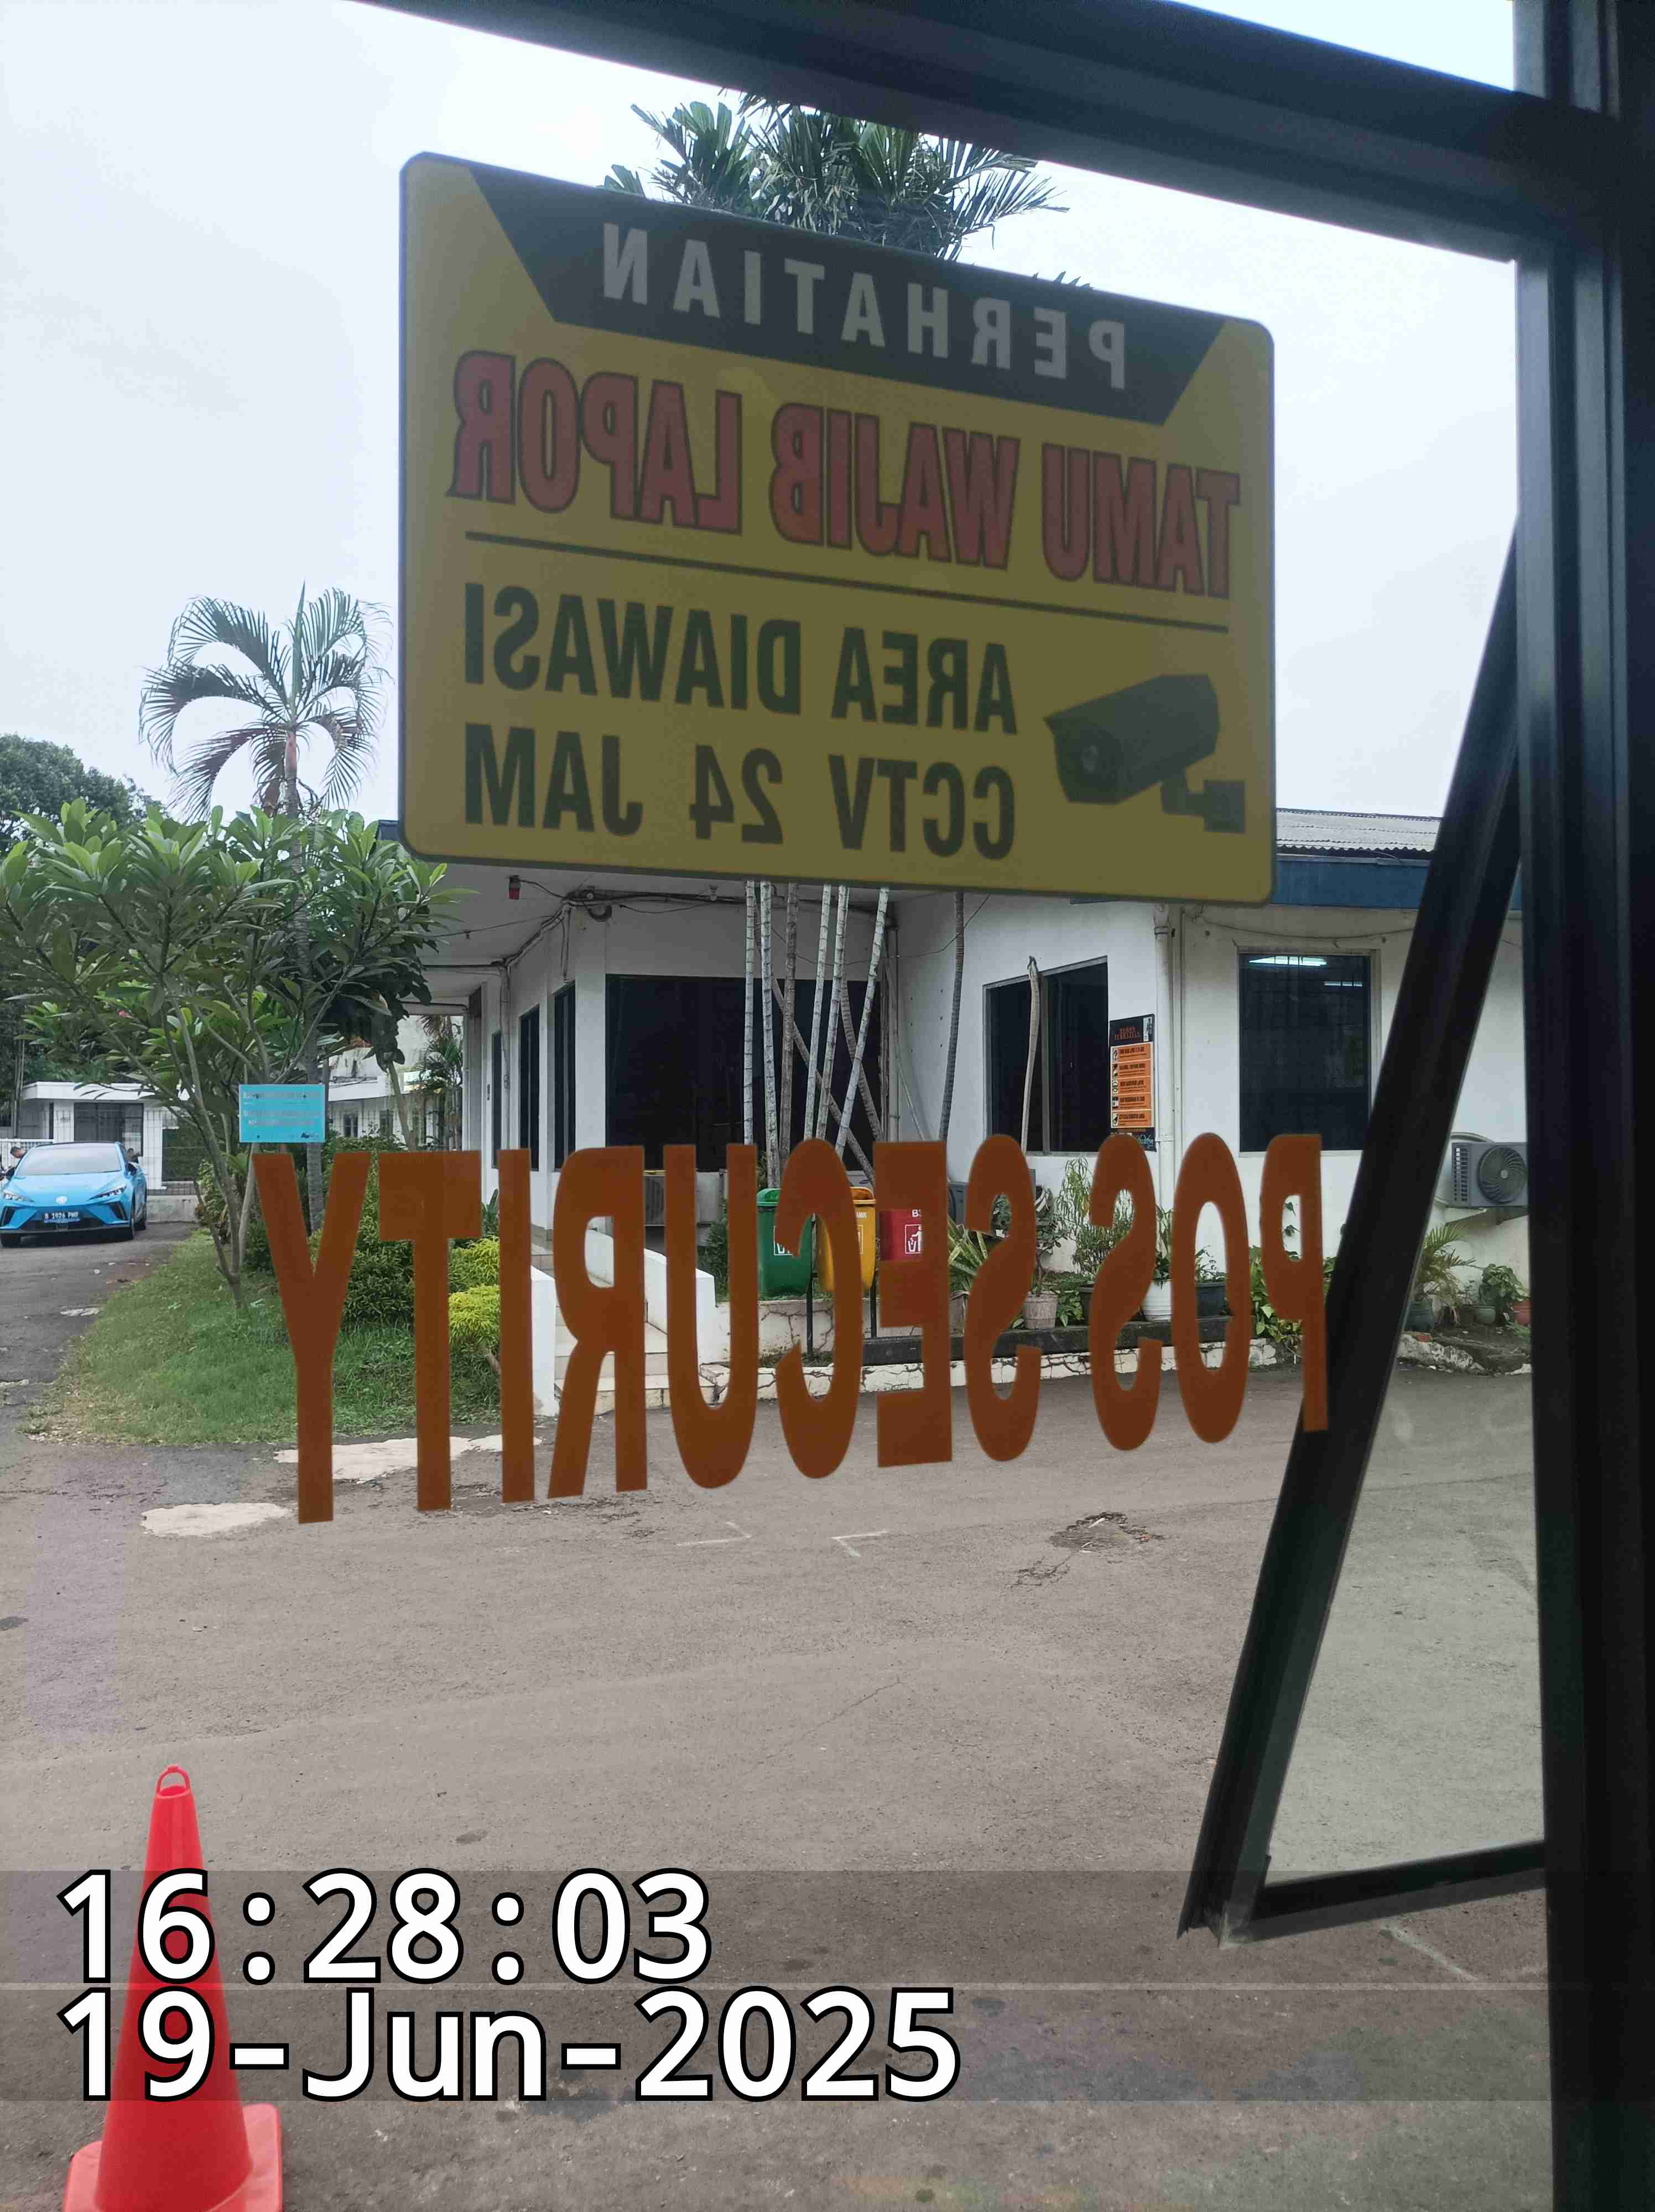 PERHATIAN
TAMU WAJIB LAPOR
AREA DIAWASI
CCTV 24 JAM
POS SECURITY
16:28:03
19-Jun-2025